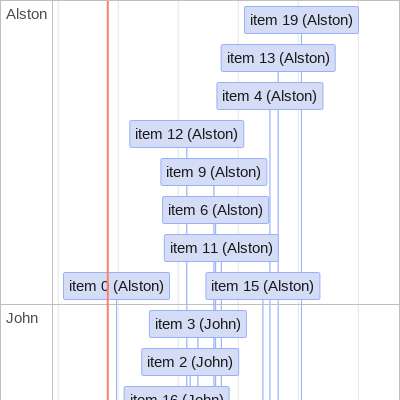 Alston
item 19 (Alston)
item 13 (Alston)
item 4 (Alston)
item 12 (Alston)
item 9 (Alston)
item 6 (Alston)
item 11 (Alston)
item 0 (Alston)
item 15 (Alston)
John
item 3 (John)
item 2 (John)
item 16 (John)